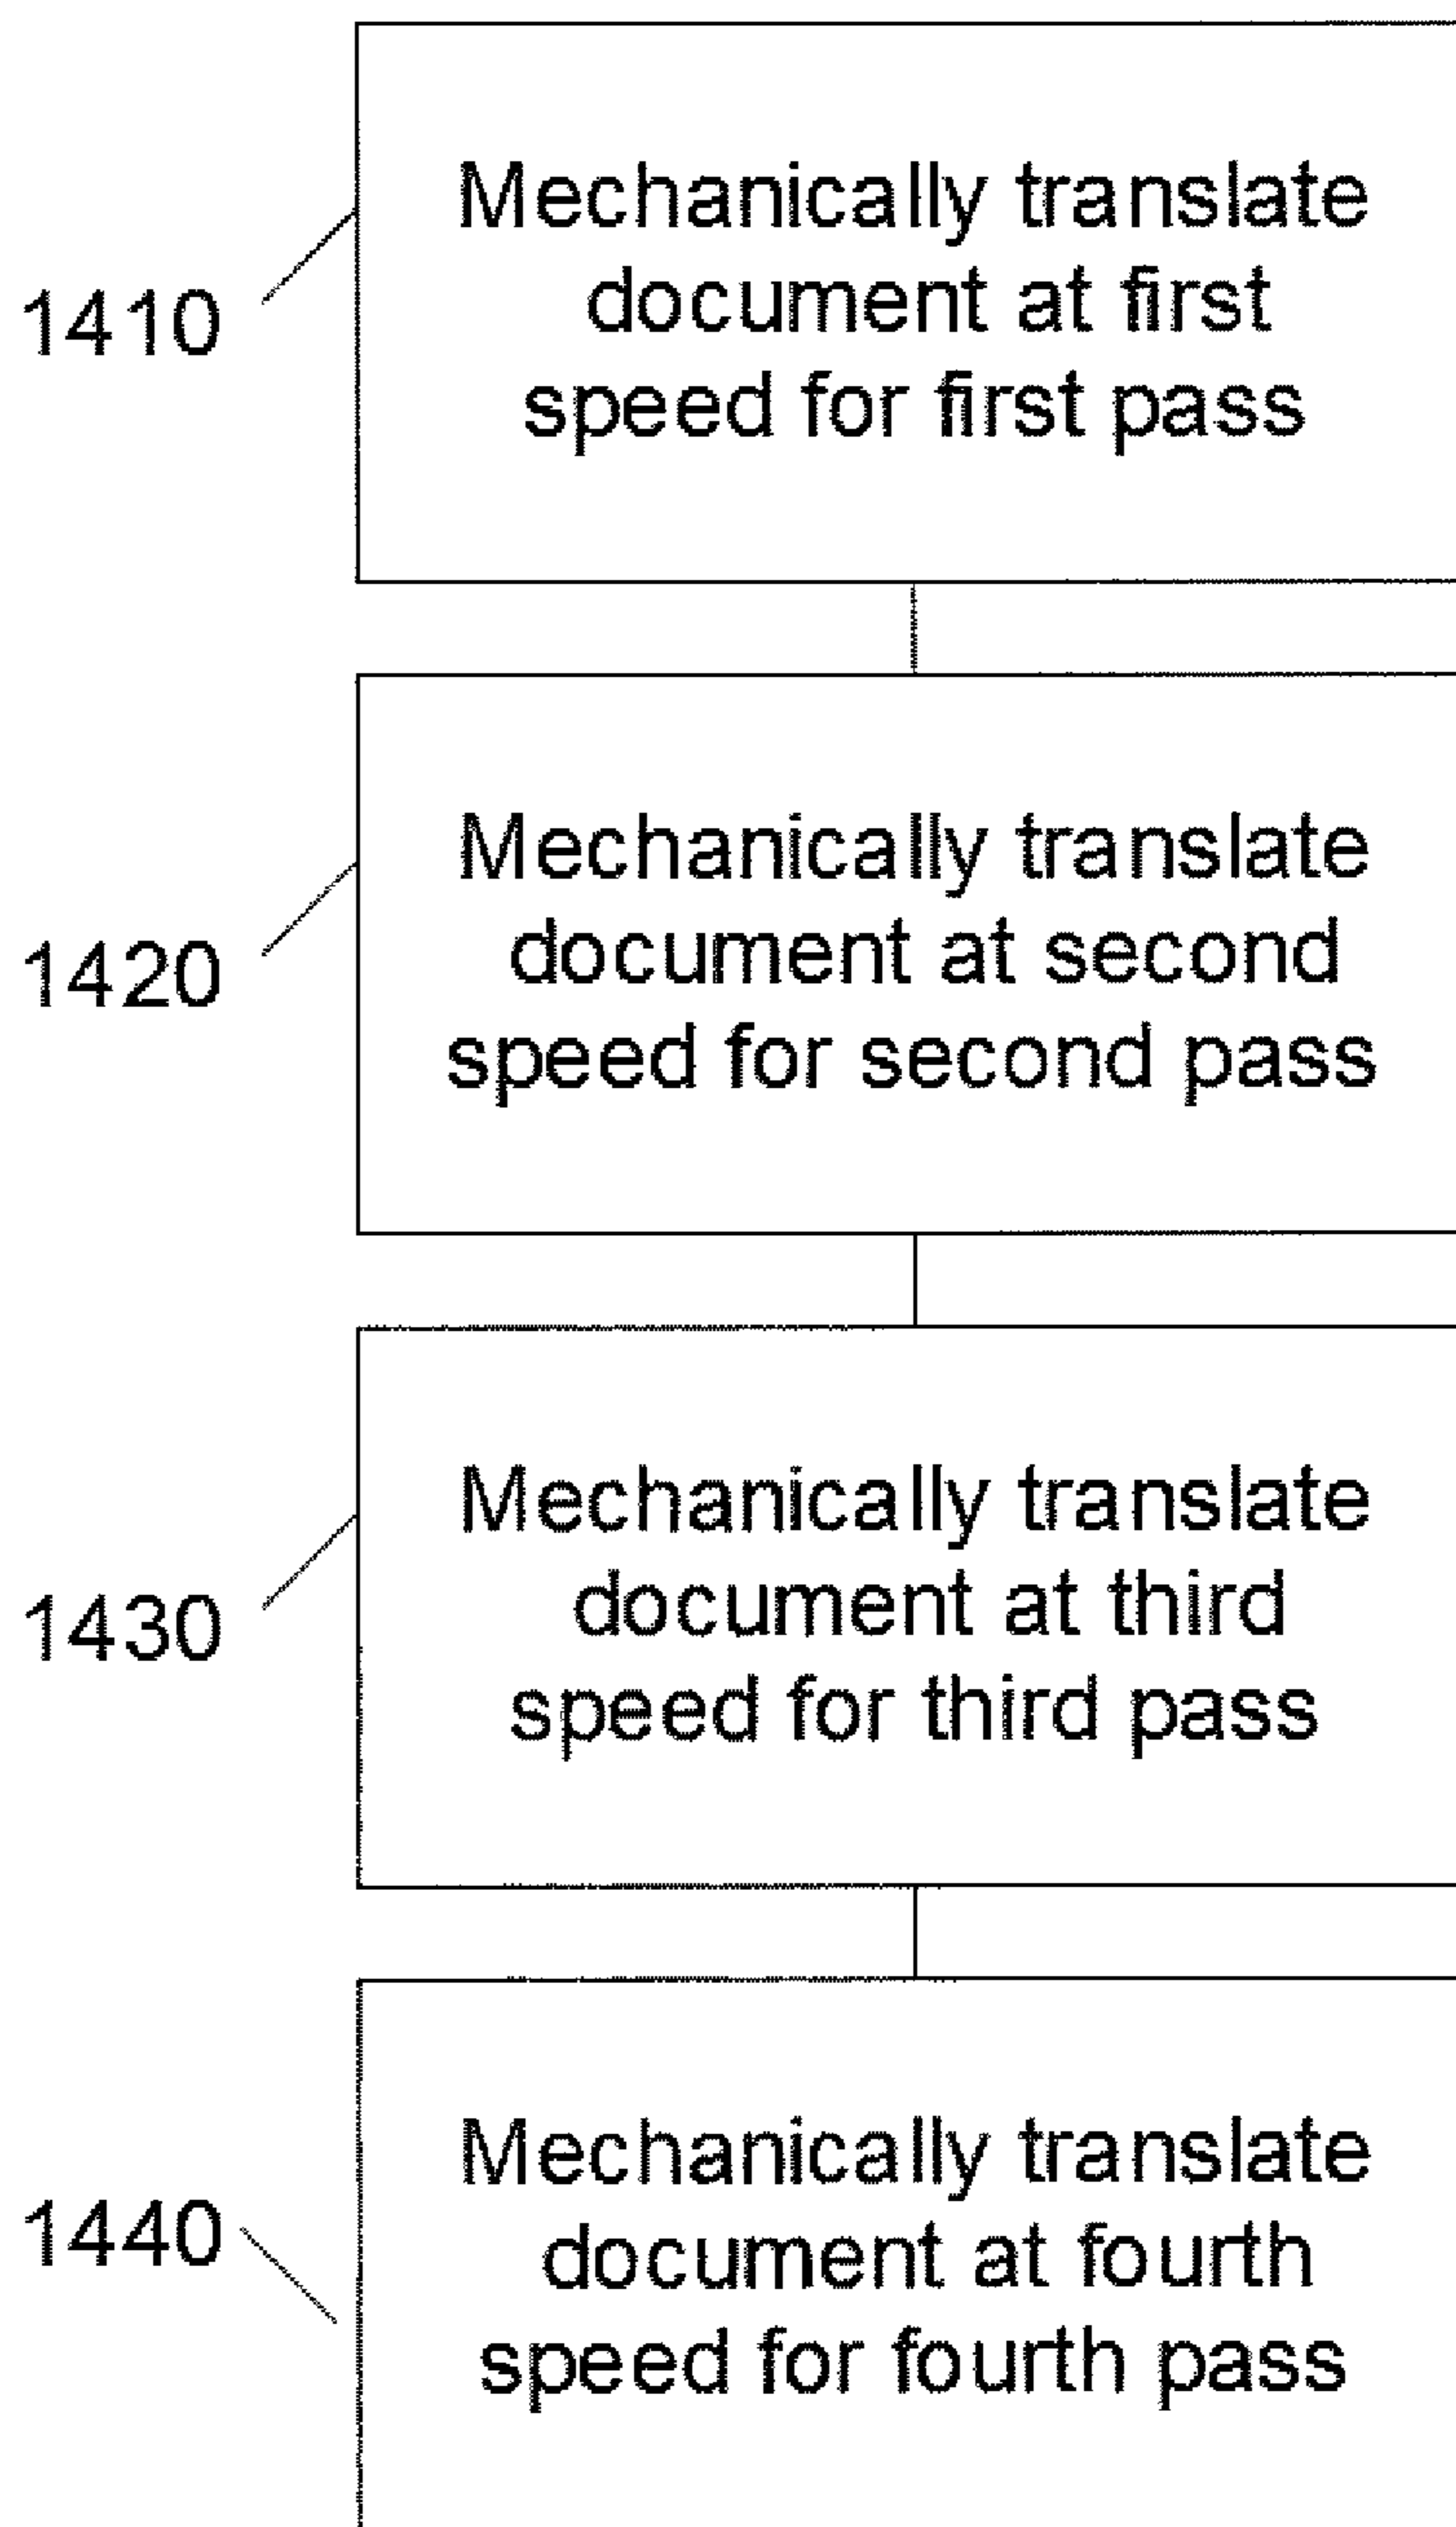 Mechanically translate
document at first
speed for first pass
1410
Mechanically translate
document at second
speed for second pass
1420
Mechanically translate
document at third
speed for third pass
1430
Mechanically translate
document at fourth
speed for fourth pass
1440